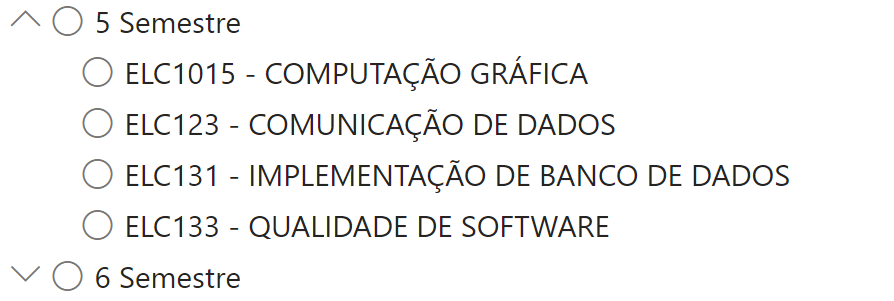 5 Semestre
ELC1015 - COMPUTAÇÃO GRÁFICA
ELC123 - COMUNICAÇÃO DE DADOS
ELC131 - IMPLEMENTAÇÃO DE BANCO DE DADOS
ELC133 - QUALIDADE DE SOFTWARE
6 Semestre